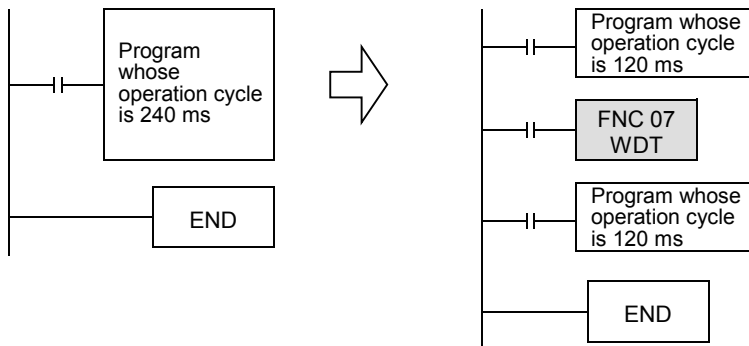 Program
whose
operation cycle
is 240 ms
END
Program whose
operation cycle
is 120 ms
FNC 07
WDT
Program whose
operation cycle
is 120 ms
END